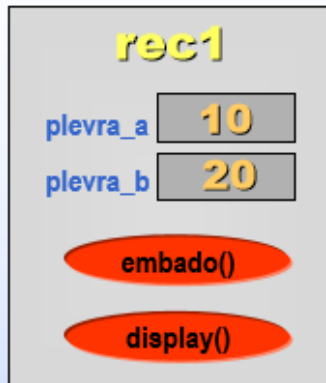 rec1
plevra_a 10
plevra_b 20
embado()
display()